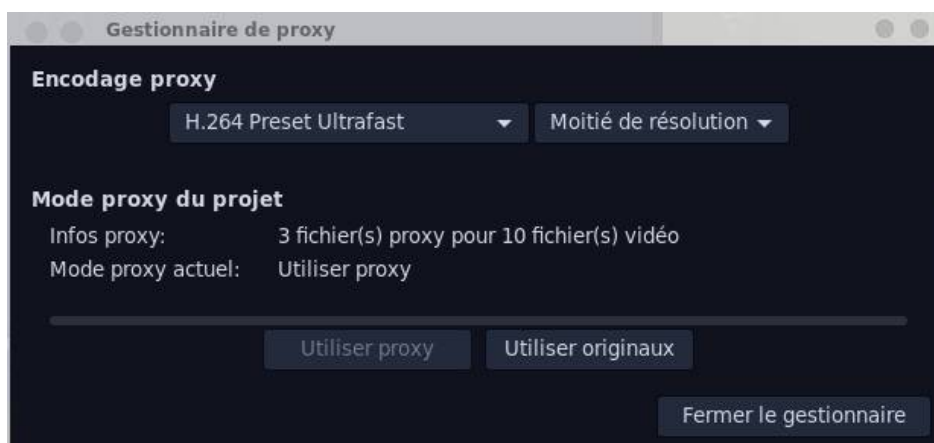 Gestionnaire de proxy
Encodage proxy
H.264 Preset Ultrafast Moitié de résolution
Mode proxy du projet
Infos proxy: 3 fichier(s) proxy pour 10 fichier(s) vidéo
Mode proxy actuel: Utiliser proxy
Utiliser proxy Utiliser originaux
Fermer le gestionnaire